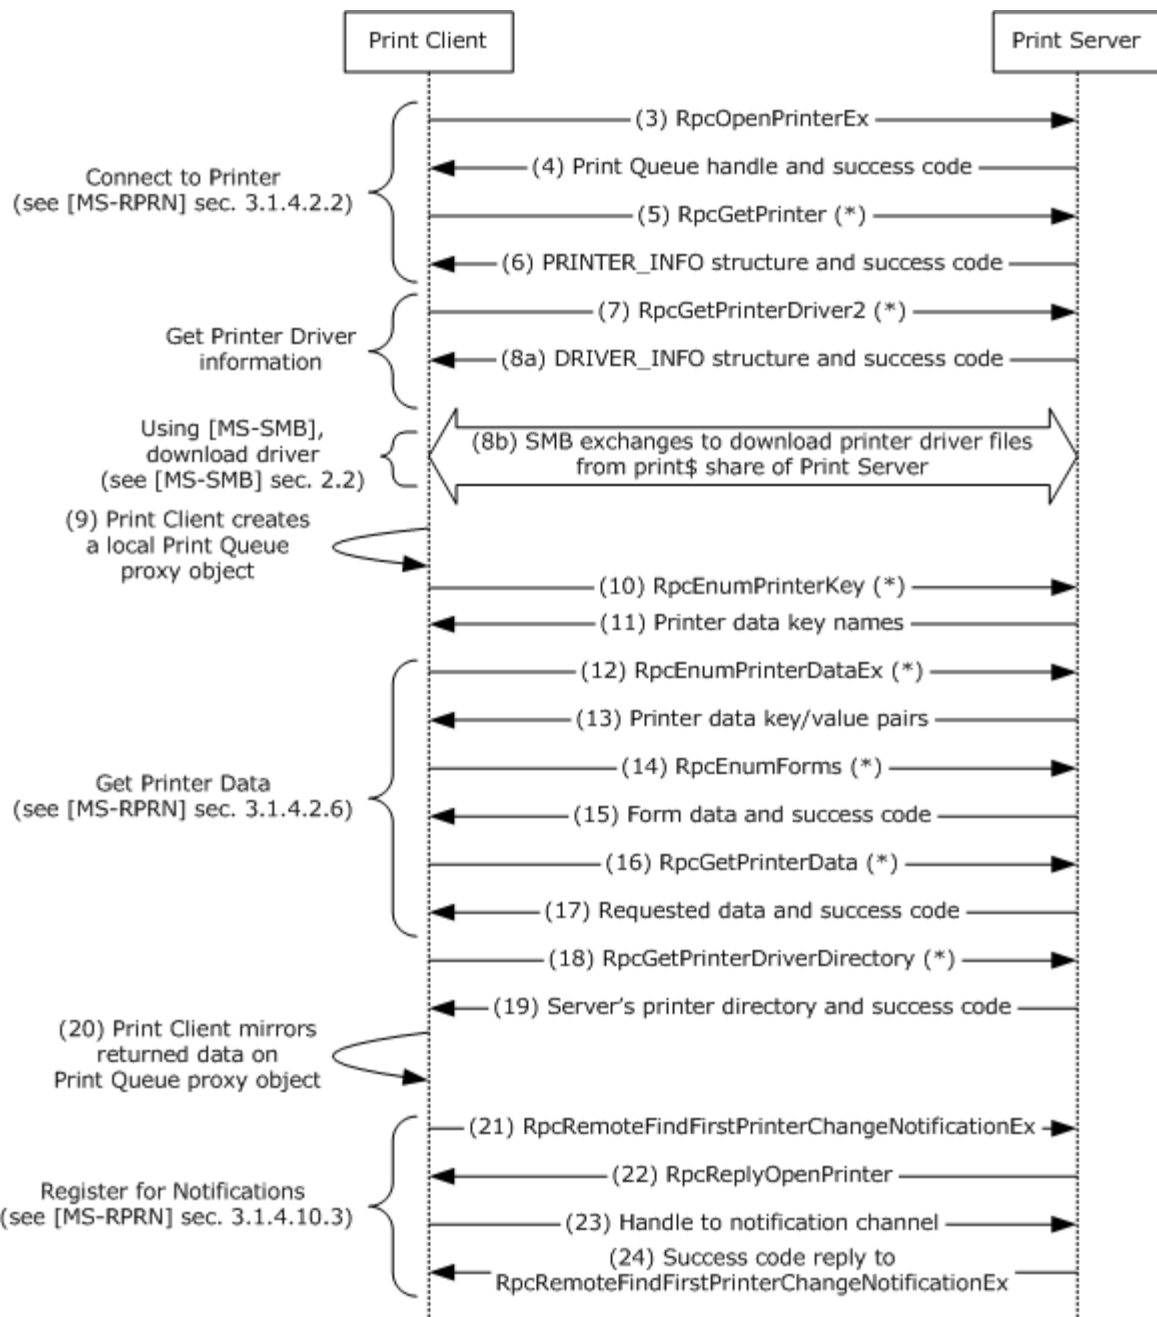 Print Client
Print Server
(3) RpcOpenPrinterEx
(4) Print Queue handle and success code
Connect to Printer
(see [MS-RPRN] sec. 3.1.4.2.2)
(5) RpcGetPrinter (*)
(6) PRINTER_INFO structure and success code
(7) RpcGetPrinterDriver2 (*)
Get Printer Driver
information
(8a) DRIVER_INFO structure and success code
Using [MS-SMB],
download driver
(see [MS-SMB] sec. 2.2)
(8b) SMB exchanges to download printer driver files
from print$ share of Print Server
(9) Print Client creates
a local Print Queue
proxy object
(10) RpcEnumPrinterKey (*)
(11) Printer data key names
(12) RpcEnumPrinterDataEx (*)
(13) Printer data key/value pairs
(14) RpcEnumForms (*)
Get Printer Data
(see [MS-RPRN] sec. 3.1.4.2.6)
(15) Form data and success code
(16) RpcGetPrinterData (*)
(17) Requested data and success code
(18) RpcGetPrinterDriverDirectory (*)
(19) Server's printer directory and success code
(20) Print Client mirrors
returned data on
Print Queue proxy object
(21) RpcRemoteFindFirstPrinterChangeNotificationEx
(22) RpcReplyOpenPrinter
Register for Notifications
(see [MS-RPRN] sec. 3.1.4.10.3)
(23) Handle to notification channel
(24) Success code reply to
RpcRemoteFindFirstPrinterChangeNotificationEx